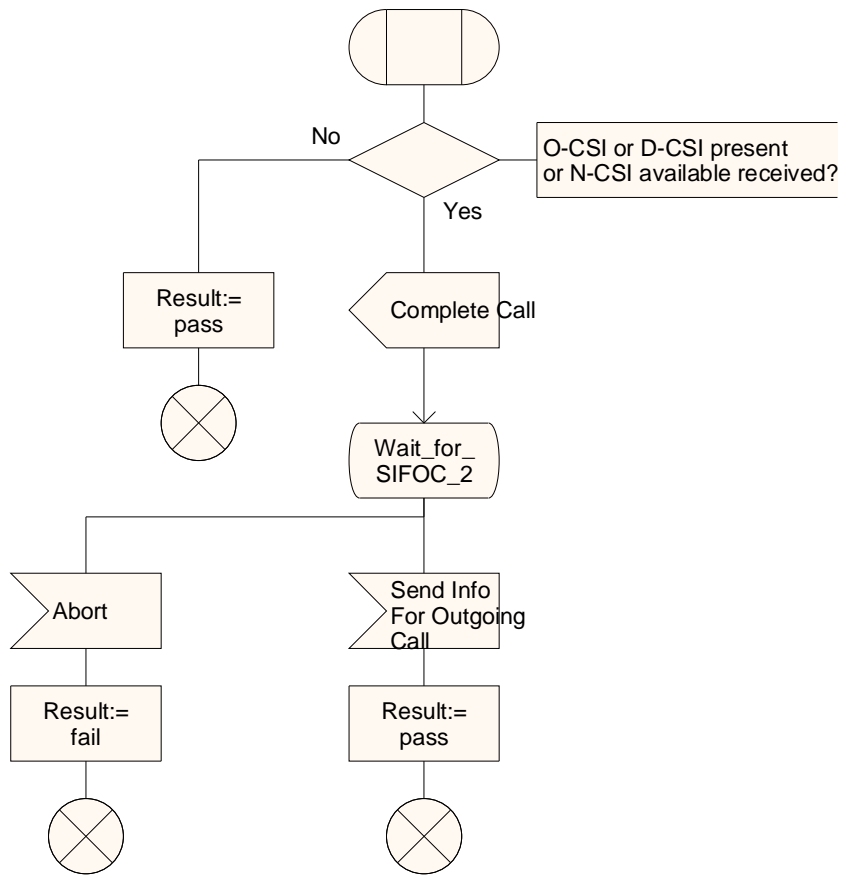 No
O-CSI or D-CSI present
or N-CSI available received?
Yes
Result:=
pass
Complete Call
Wait_for_
SIFOC_2
Abort
Send Info
For Outgoing
Call
Result:=
fail
Result:=
pass